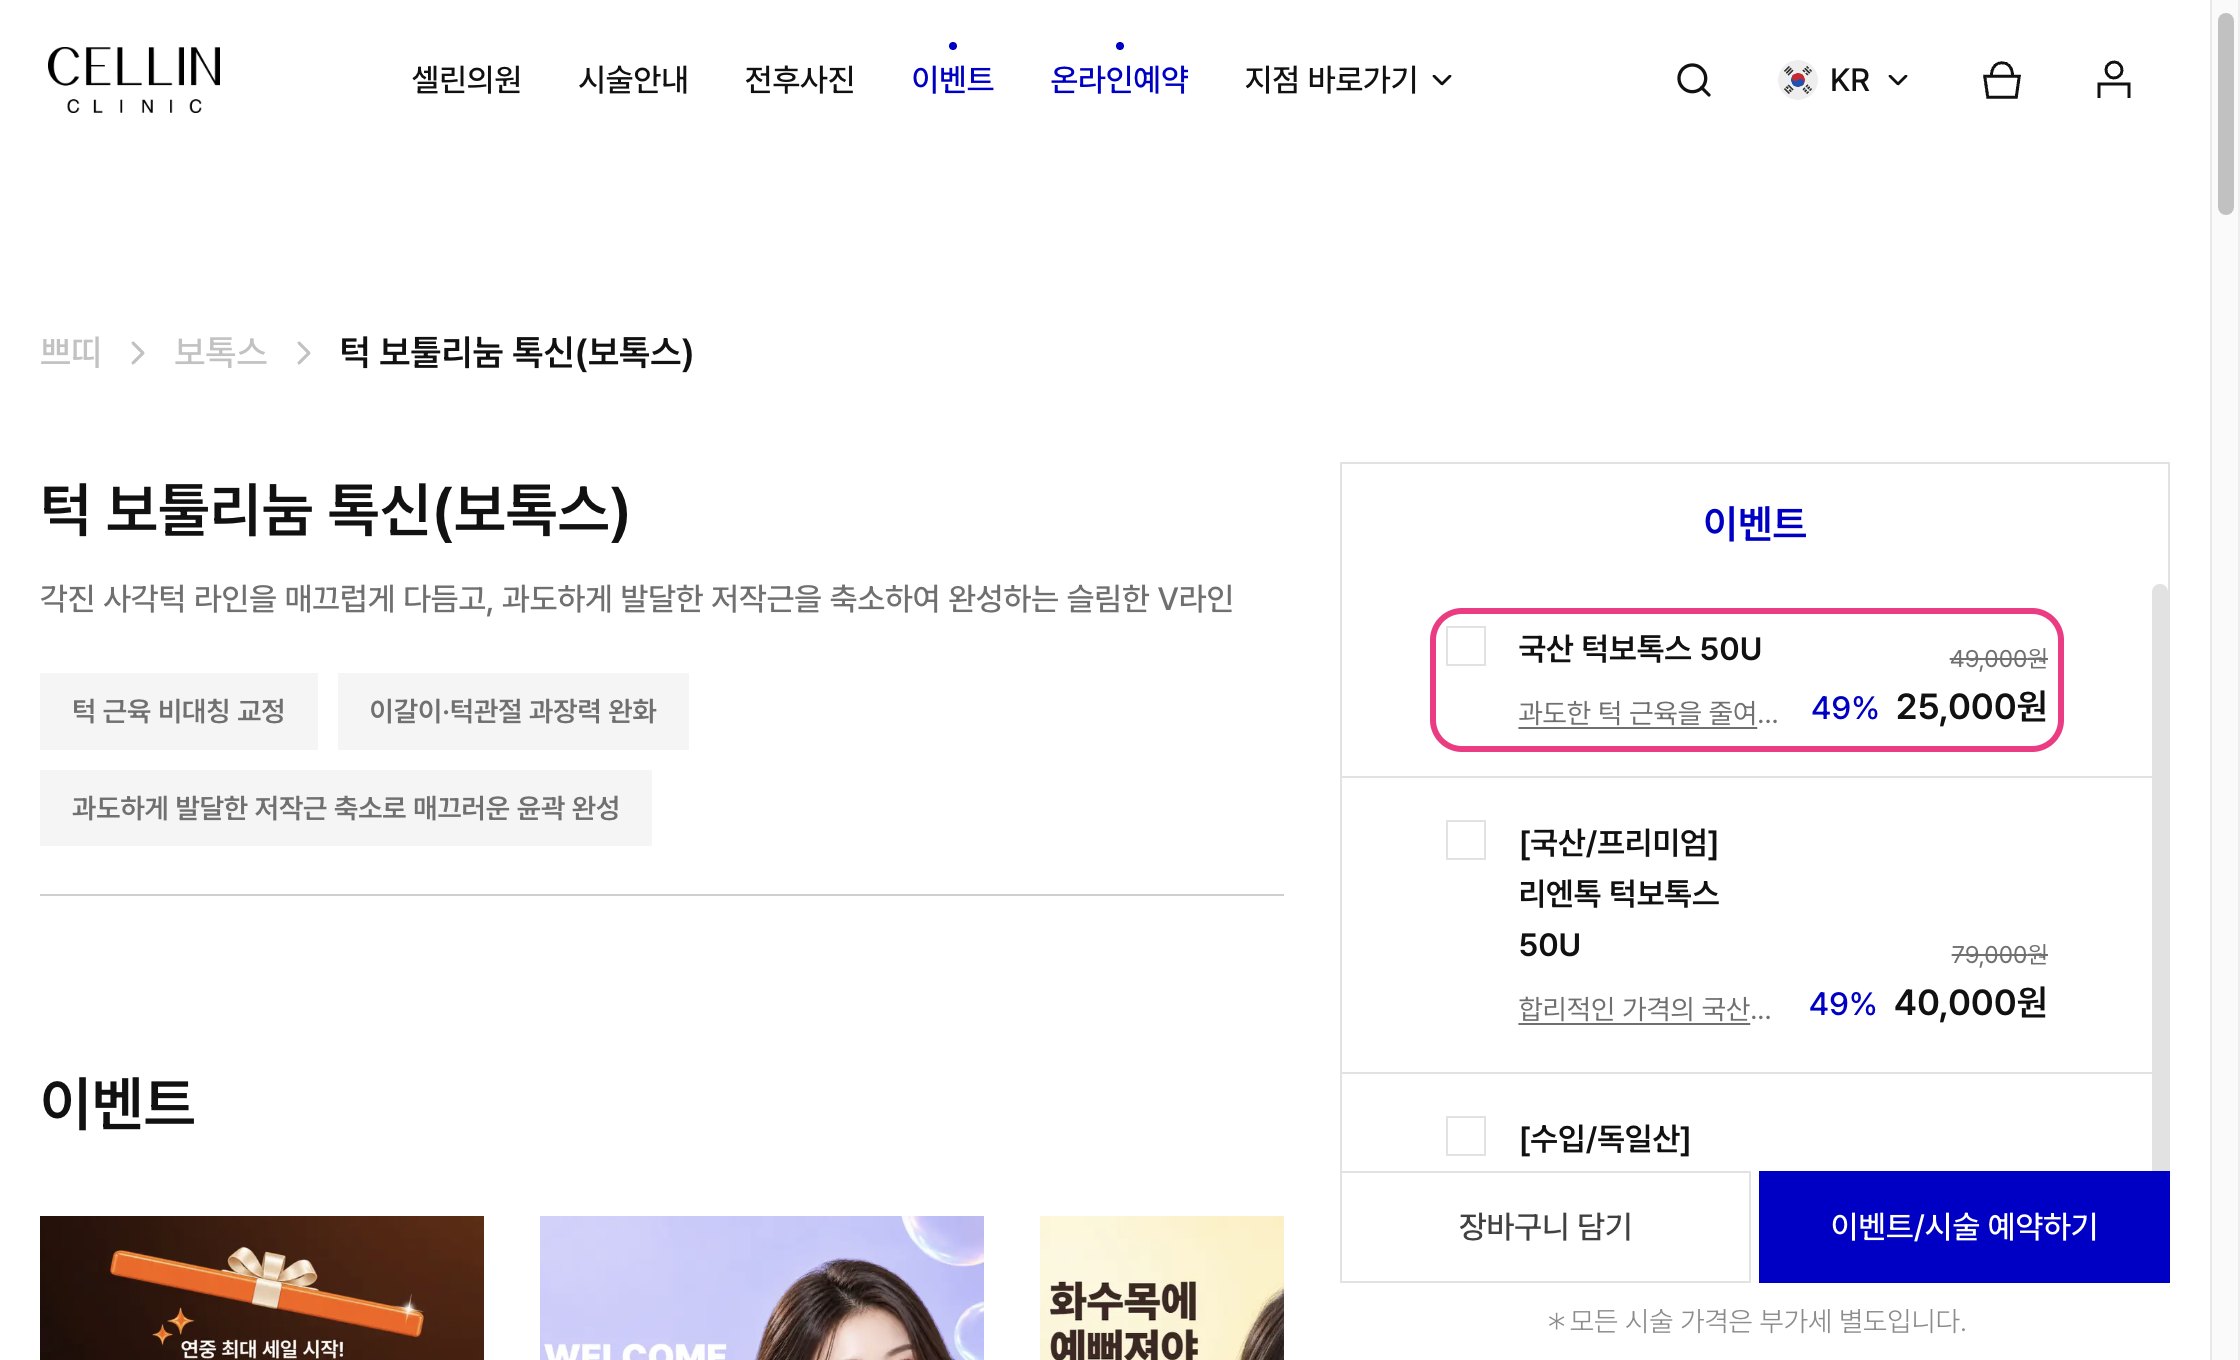 CELLIN
CLINIC
셀린의원
시술안내
전후사진
이벤트
온라인예약
지점 바로가기
KR
쁘띠
보톡스
턱 보툴리눔 톡신(보톡스)
턱 보툴리눔 톡신(보톡스)
각진 사각턱 라인을 매끄럽게 다듬고, 과도하게 발달한 저작근을 축소하여 완성하는 슬림한 V라인
턱 근육 비대칭 교정
이갈이·턱관절 과장력 완화
과도하게 발달한 저작근 축소로 매끄러운 윤곽 완성
이벤트
연중 최대 세일 시작!
WELCOME
화수목에
예뻐져야
이벤트
국산 턱보톡스 50U
49,000원
과도한 턱 근육을 줄여...
49% 25,000원
[국산/프리미엄]
리엔톡 턱보톡스
50U
79,000원
합리적인 가격의 국산...
49% 40,000원
[수입/독일산]
장바구니 담기
이벤트/시술 예약하기
*모든 시술 가격은 부가세 별도입니다.